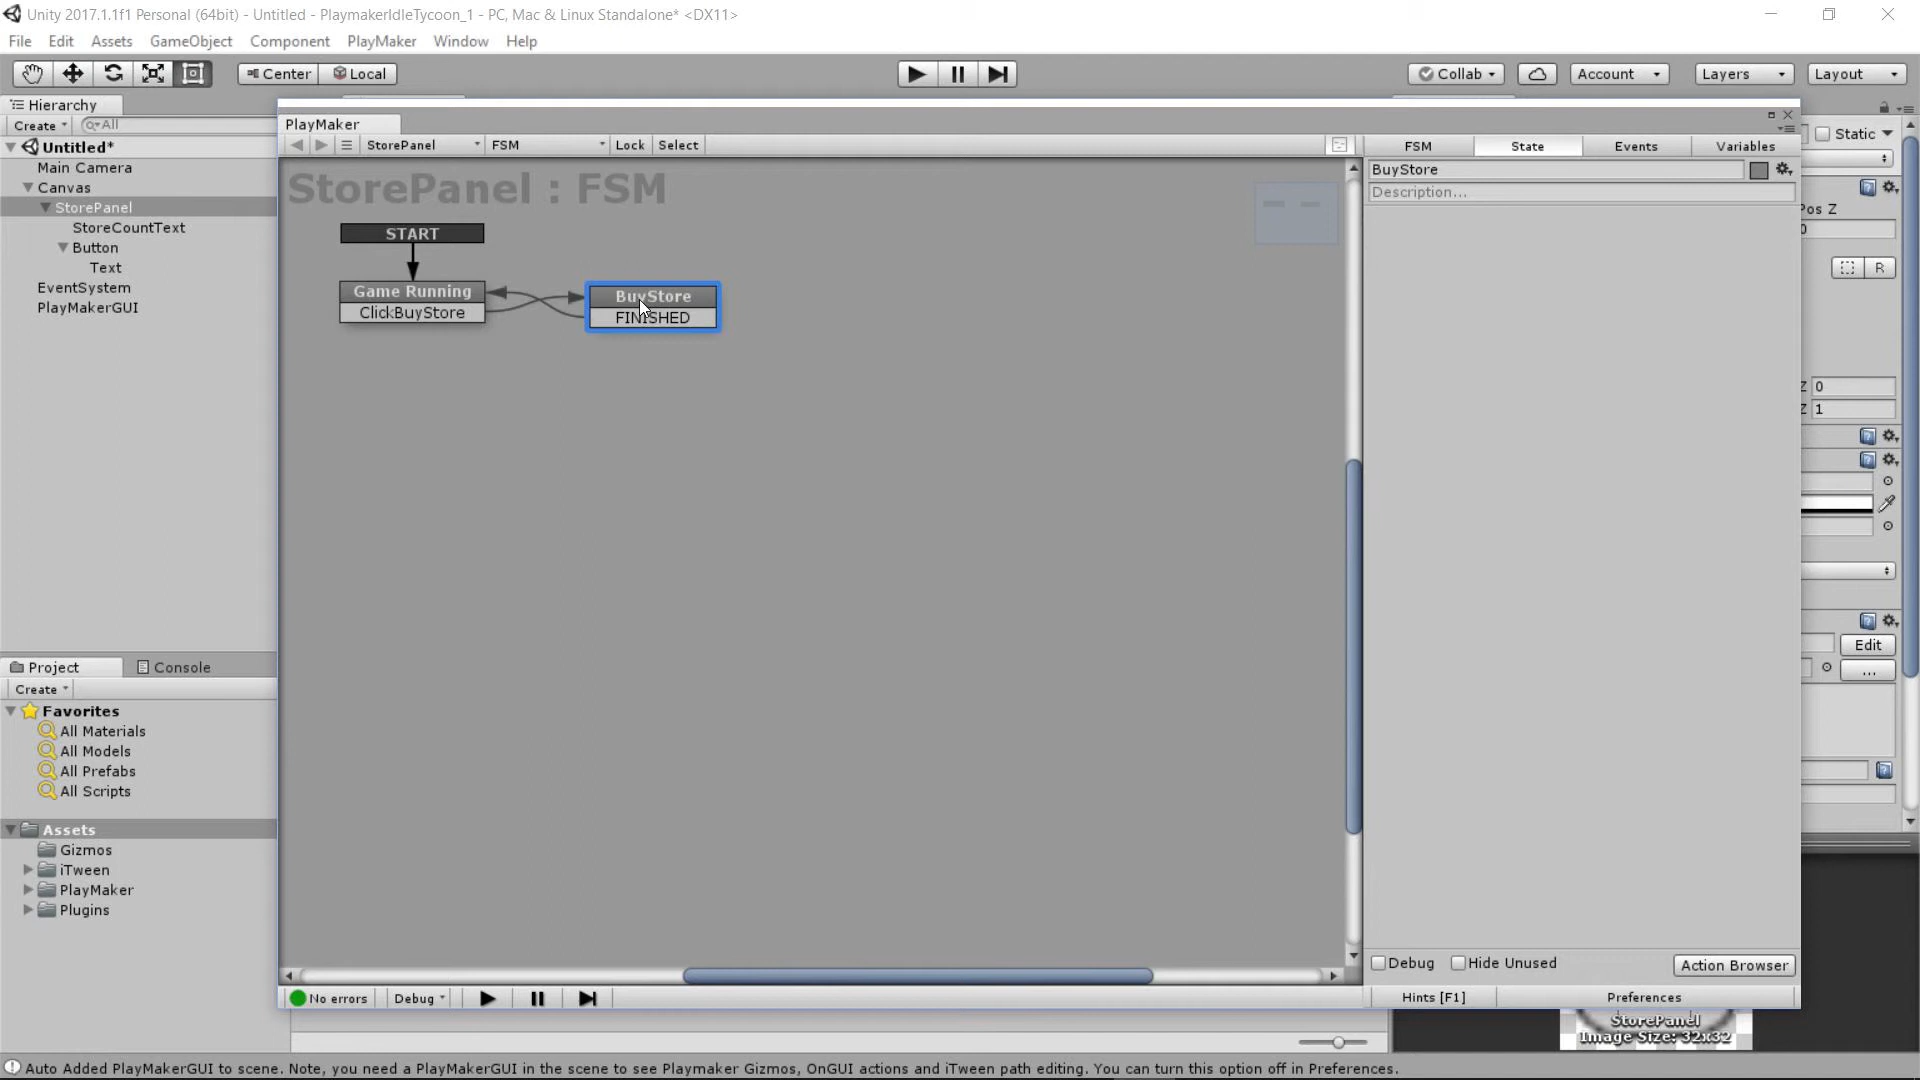 Unity 2017.1.1f1 Personal (64bit) - Untitled - PlaymakerIdleTycoon_1 - PC, Mac & Linux Standalone* <DX11>
File Edit Assets GameObject Component PlayMaker Window Help
Center Local Collab Account Layers Layout
Hierarchy
Create All
Untitled*
Main Camera
Canvas
StorePanel
StoreCountText
Button
Text
EventSystem
PlayMakerGUI
PlayMaker
StorePanel FSM Lock Select
StorePanel : FSM
START
Game Running
ClickBuyStore
BuyStore
FINISHED
FSM State Events Variables
BuyStore
Description...
Debug Hide Unused Action Browser
Hints [F1] Preferences
No errors Debug
Static
Pos Z
0
R
Z 0
Z 1
Edit
...
Project Console
Create
Favorites
All Materials
All Models
All Prefabs
All Scripts
Assets
Gizmos
iTween
PlayMaker
Plugins
StorePanel
Image Size: 32x32
Auto Added PlayMakerGUI to scene. Note, you need a PlayMakerGUI in the scene to see Playmaker Gizmos, OnGUI actions and iTween path editing. You can turn this option off in Preferences.